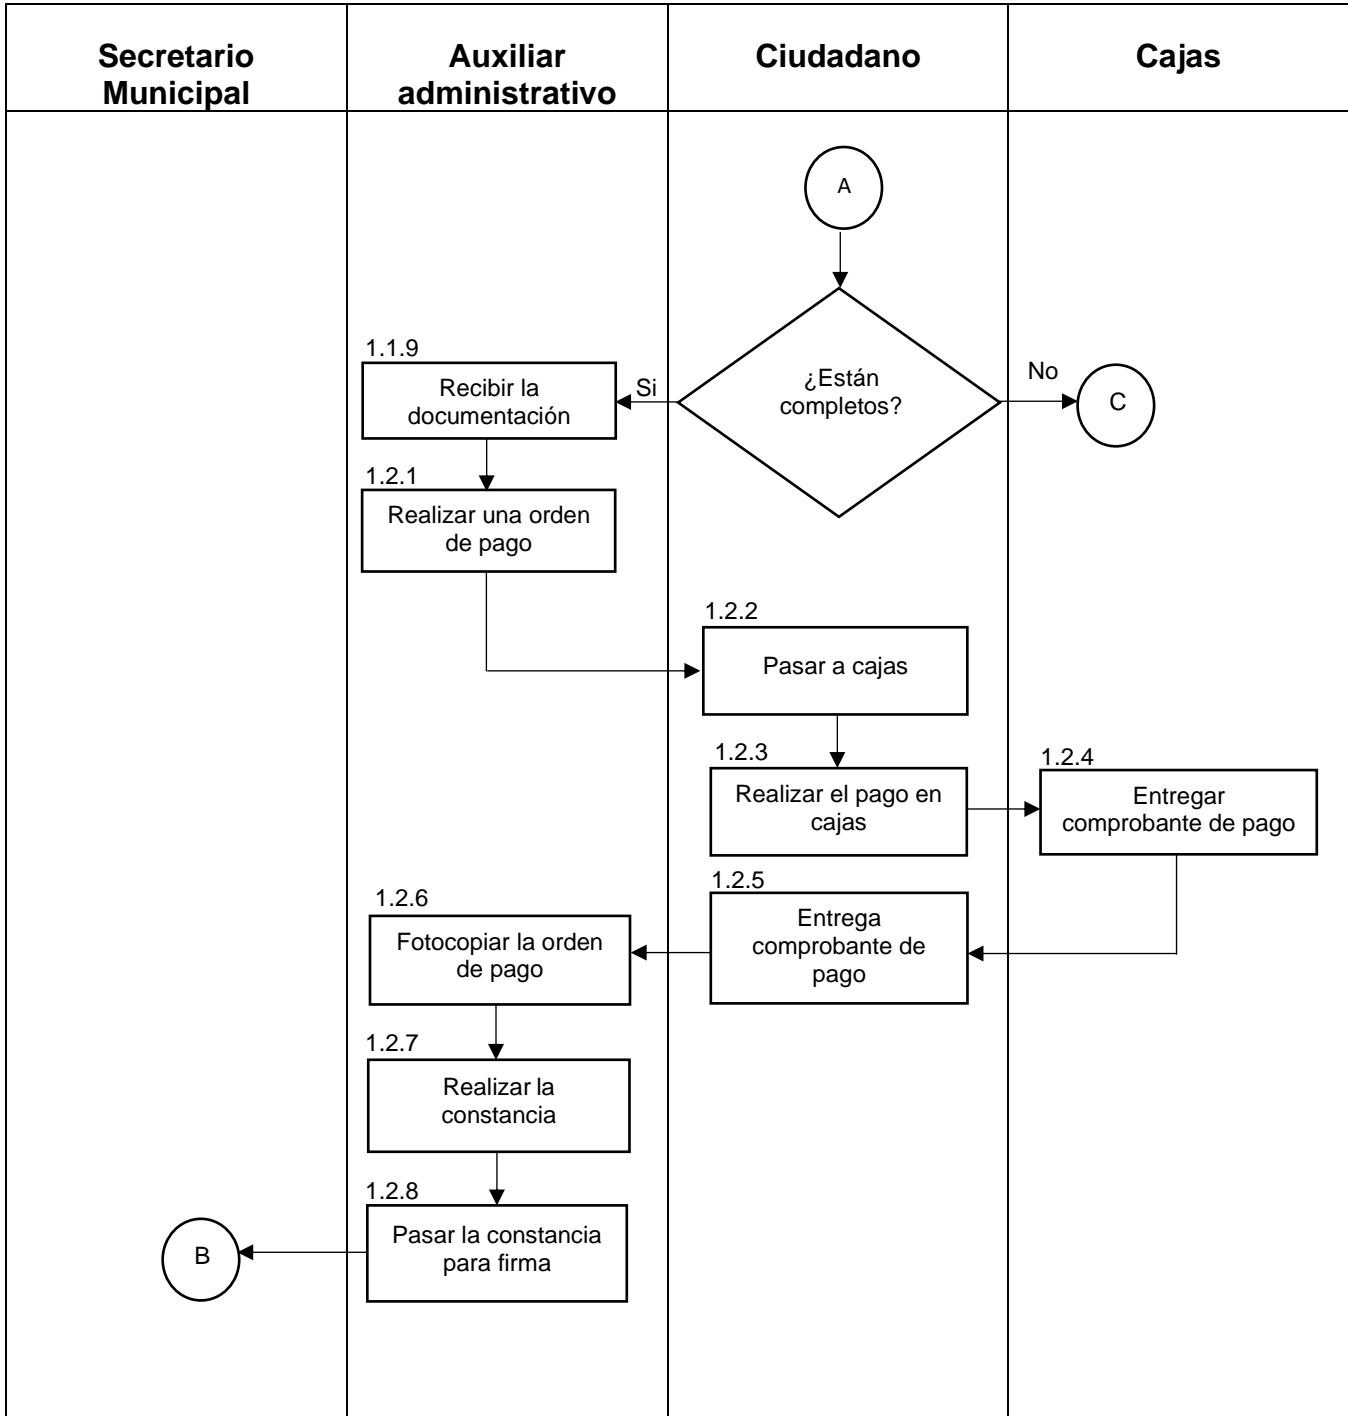 Secretario
Municipal
Auxiliar
administrativo
Ciudadano
Cajas
A
¿Están
completos?
Si
No
C
1.1.9
Recibir la
documentación
1.2.1
Realizar una orden
de pago
1.2.2
Pasar a cajas
1.2.3
Realizar el pago en
cajas
1.2.4
Entregar
comprobante de pago
1.2.5
Entrega
comprobante de
pago
1.2.6
Fotocopiar la orden
de pago
1.2.7
Realizar la
constancia
1.2.8
Pasar la constancia
para firma
B